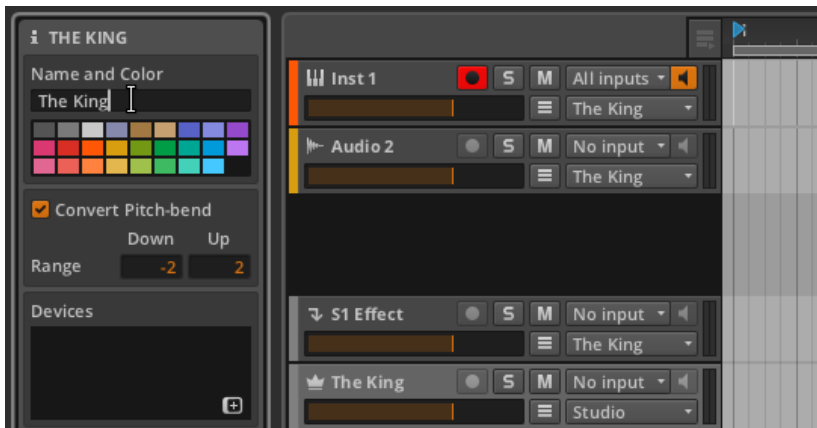 THE KING
Name and Color
The King
Convert Pitch-bend
Down Up
Range -2 2
Devices
Inst 1 S M All inputs
The King
Audio 2 S M No input
The King
S1 Effect S M No input
The King
The King S M No input
Studio